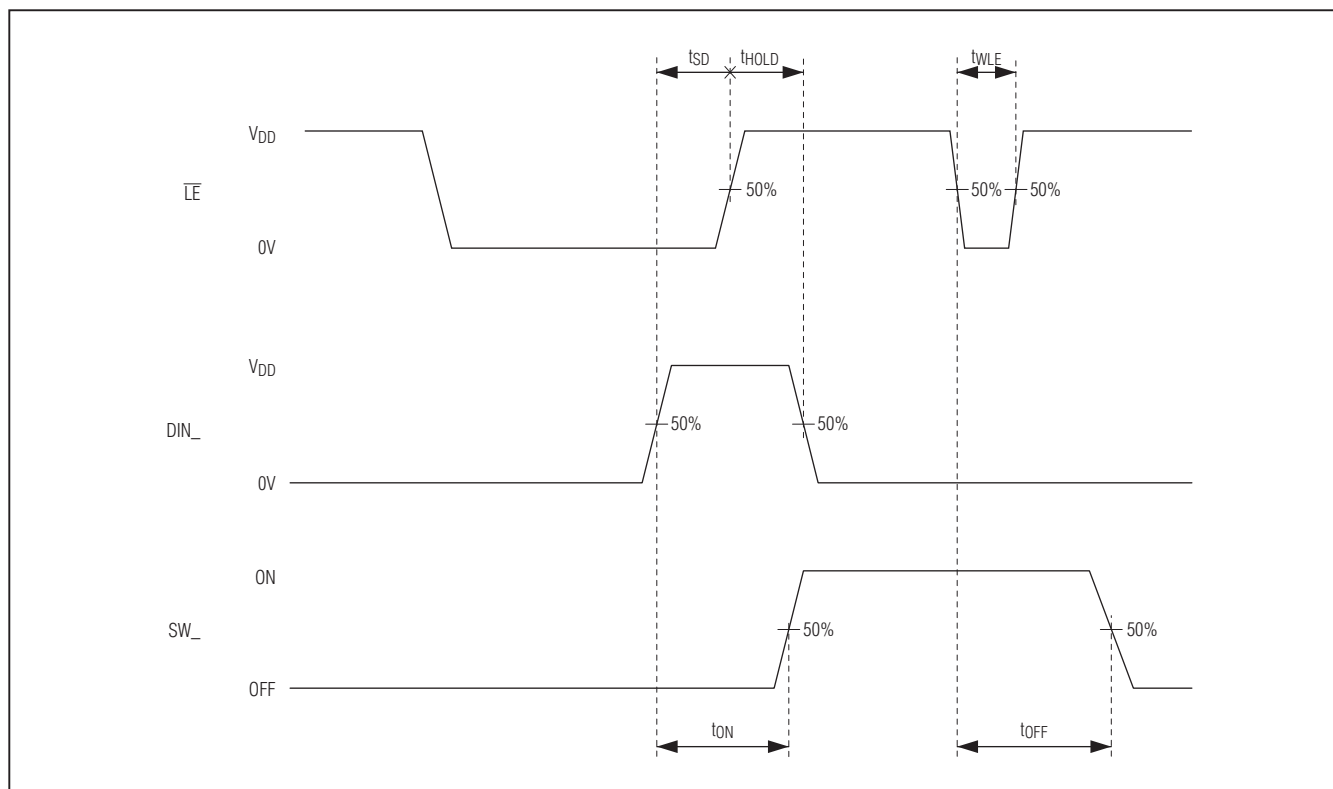 tSD tHOLD tWLE
VDD
LE 50% 50% 50%
0V
VDD
DIN_ 50% 50%
0V
ON
SW_ 50% 50%
OFF
tON tOFF